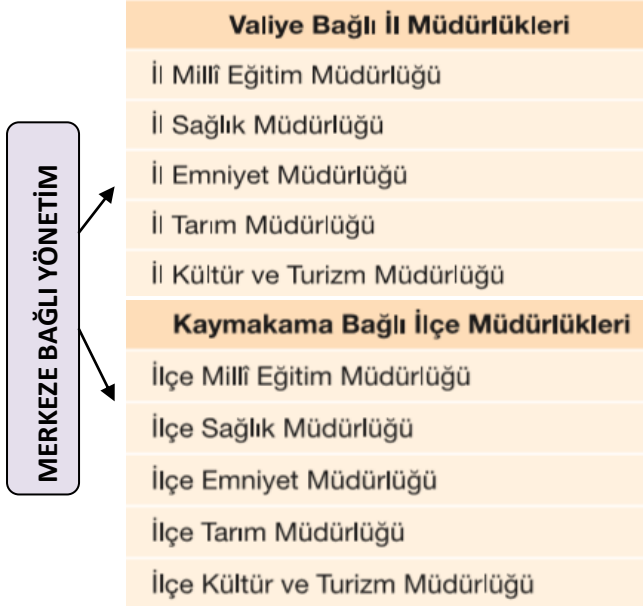 MERKEZE BAĞLI YÖNETİM
Valiye Bağlı İl Müdürlükleri
İl Millî Eğitim Müdürlüğü
İl Sağlık Müdürlüğü
İl Emniyet Müdürlüğü
İl Tarım Müdürlüğü
İl Kültür ve Turizm Müdürlüğü
Kaymakama Bağlı İlçe Müdürlükleri
İlçe Millî Eğitim Müdürlüğü
İlçe Sağlık Müdürlüğü
İlçe Emniyet Müdürlüğü
İlçe Tarım Müdürlüğü
İlçe Kültür ve Turizm Müdürlüğü